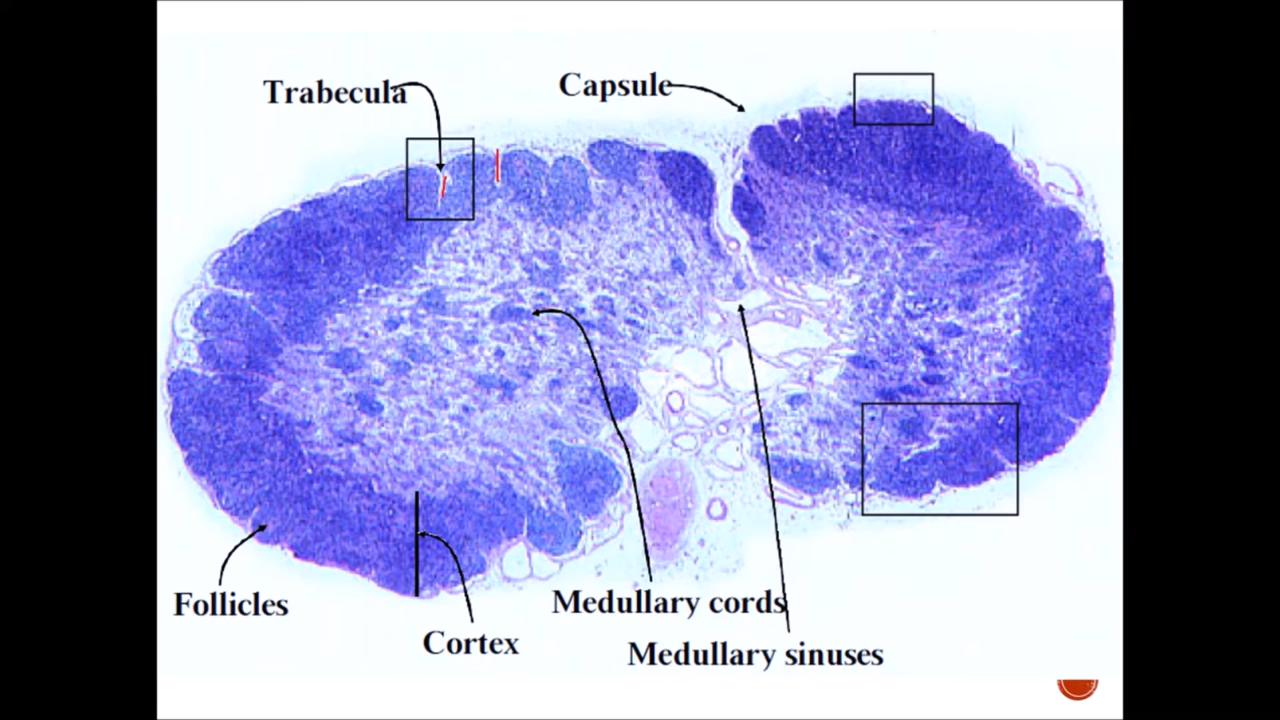 Trabecula
Capsule
Follicles
Medullary cords
Cortex
Medullary sinuses